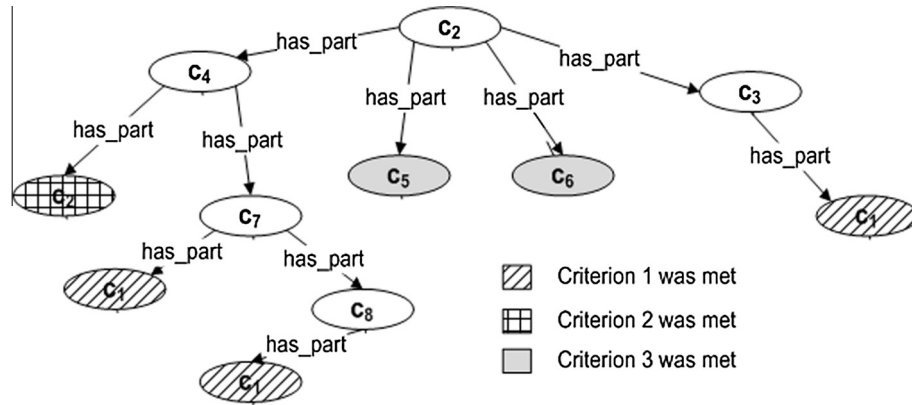 C₂
has_part
C₄
has_part
C₃
has_part
has_part
has_part
has_part
has_part
C₂
C₅
C₆
C₇
C₁
has_part
has_part
C₁
Criterion 1 was met
C₈
Criterion 2 was met
has_part
Criterion 3 was met
C₁